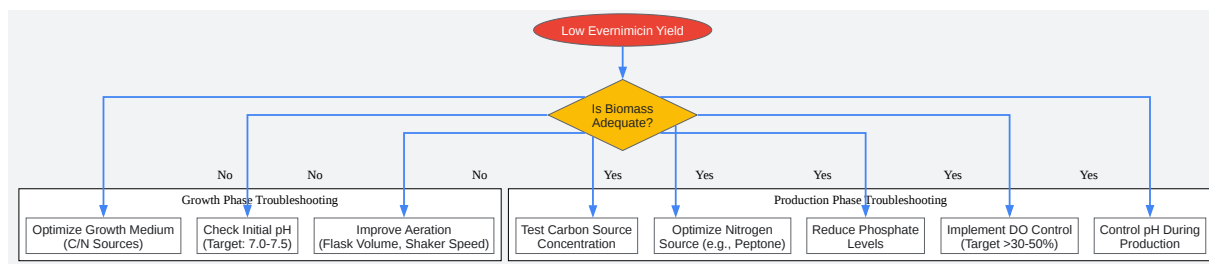 Low Evernimicin Yield
Is Biomass
Adequate?
No
No
No
Yes
Yes
Yes
Yes
Yes
Growth Phase Troubleshooting
Production Phase Troubleshooting
Optimize Growth Medium
(C/N Sources)
Check Initial pH
(Target: 7.0-7.5)
Improve Aeration
(Flask Volume, Shaker Speed)
Test Carbon Source
Concentration
Optimize Nitrogen
Source (e.g., Peptone)
Reduce Phosphate
Levels
Implement DO Control
(Target >30-50%)
Control pH During
Production